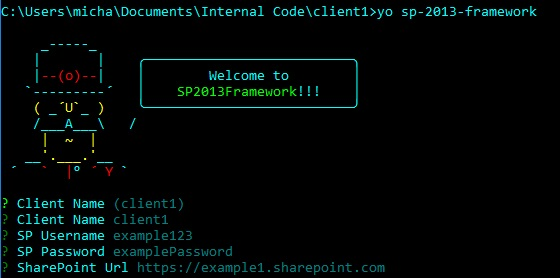 C:\Users\micha\Documents\Internal Code\client1>yo sp-2013-framework
Welcome to
SP2013Framework!!!
? Client Name (client1)
? Client Name client1
? SP Username example123
? SP Password examplePassword
? SharePoint Url https://example1.sharepoint.com